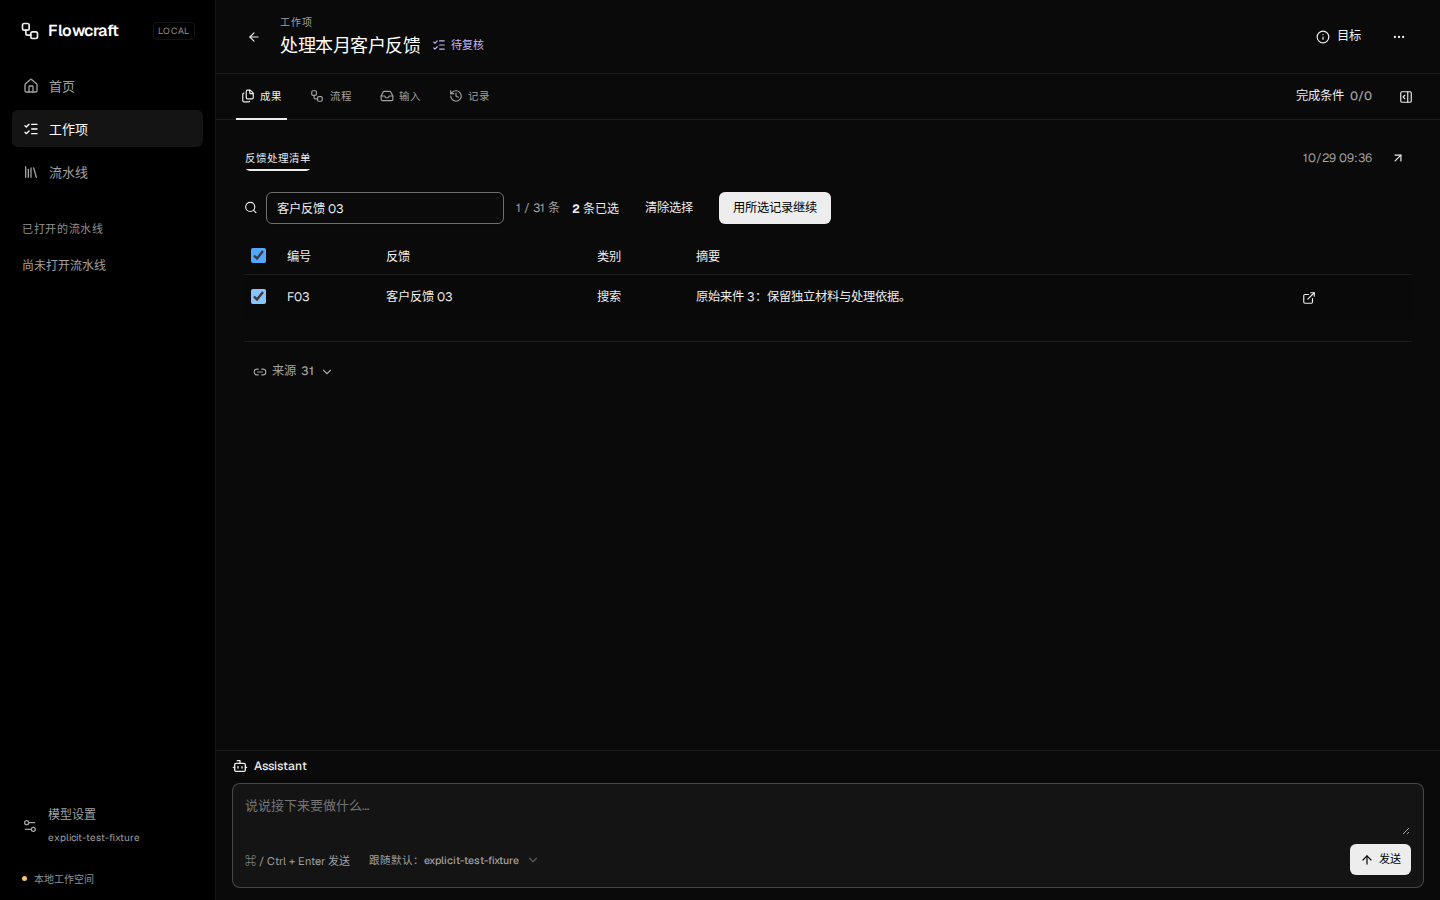 Flowcraft LOCAL
首页
工作项
流水线
已打开的流水线
尚未打开流水线
模型设置
explicit-test-fixture
本地工作空间
工作项
处理本月客户反馈 待复核
目标
成果 流程 输入 记录
完成条件 0/0
反馈处理清单
10/29 09:36
客户反馈 03 1 / 31 条 2 条已选 清除选择 用所选记录继续
编号 反馈 类别 摘要
F03 客户反馈 03 搜索 原始来件 3：保留独立材料与处理依据。
来源 31
Assistant
说说接下来要做什么…
⌘ / Ctrl + Enter 发送 跟随默认：explicit-test-fixture
发送